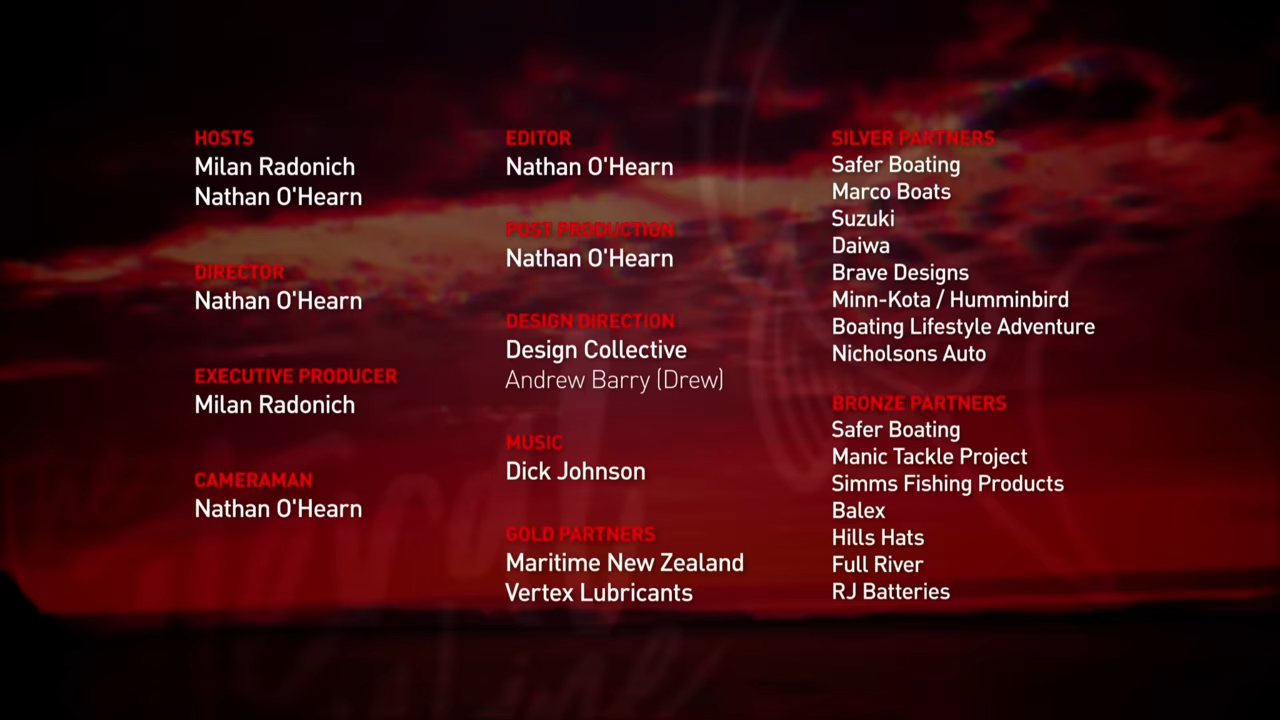 HOSTS
Milan Radonich
Nathan O'Hearn
DIRECTOR
Nathan O'Hearn
EXECUTIVE PRODUCER
Milan Radonich
CAMERAMAN
Nathan O'Hearn
EDITOR
Nathan O'Hearn
POST PRODUCTION
Nathan O'Hearn
DESIGN DIRECTION
Design Collective
Andrew Barry (Drew)
MUSIC
Dick Johnson
GOLD PARTNERS
Maritime New Zealand
Vertex Lubricants
SILVER PARTNERS
Safer Boating
Marco Boats
Suzuki
Daiwa
Brave Designs
Minn-Kota / Humminbird
Boating Lifestyle Adventure
Nicholsons Auto
BRONZE PARTNERS
Safer Boating
Manic Tackle Project
Simms Fishing Products
Balex
Hills Hats
Full River
RJ Batteries